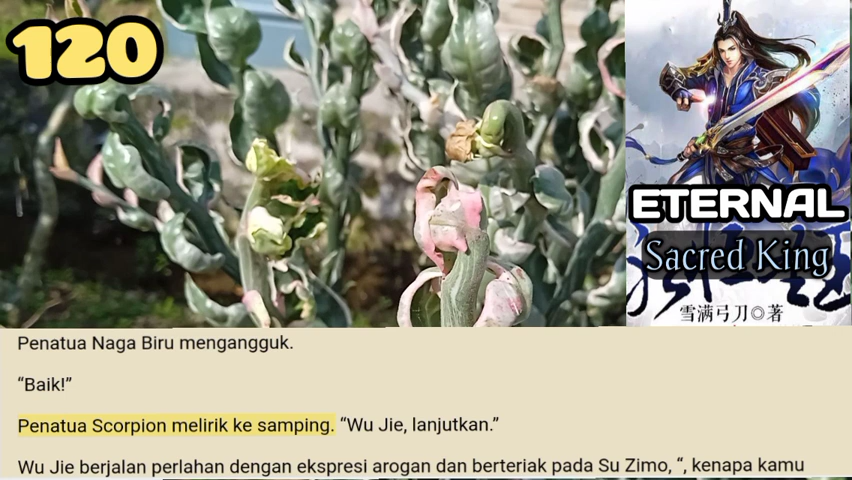 120
ETERNAL
Sacred King
雪满弓刀◎著
Penatua Naga Biru mengangguk.
“Baik!”
Penatua Scorpion melirik ke samping. “Wu Jie, lanjutkan.”
Wu Jie berjalan perlahan dengan ekspresi arogan dan berteriak pada Su Zimo, “, kenapa kamu